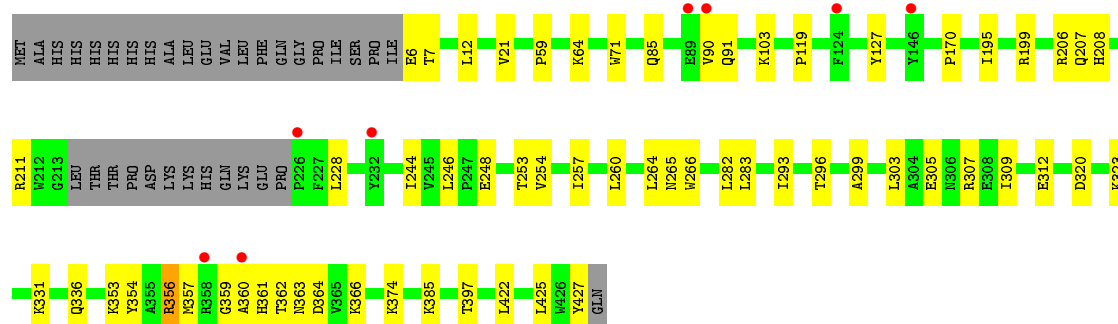 MET ALA HIS HIS HIS HIS HIS HIS ALA LEU GLU VAL LEU PHE GLN GLY PRO ILE SER PRO ILE E6 T7 L12 V21 P59 K64 W71 Q85 E89 V90 Q91 K103 P119 F124 Y127 Y146 P170 I195 R199 R206 Q207 H208
R211 W212 G213 LEU THR THR PRO ASP LYS LYS HIS GLN LYS GLU PRO P226 F227 L228 Y232 I244 V245 L246 P247 E248 T253 V254 I257 L260 L264 N265 W266 L282 L283 I293 T296 A299 L303 A304 E305 N306 R307 E308 I309 E312 D320
K331 Q336 K353 Y354 A355 R356 M357 R358 G359 A360 H361 T362 N363 D364 V365 K366 K374 K385 T397 L422 L425 W426 Y427 GLN